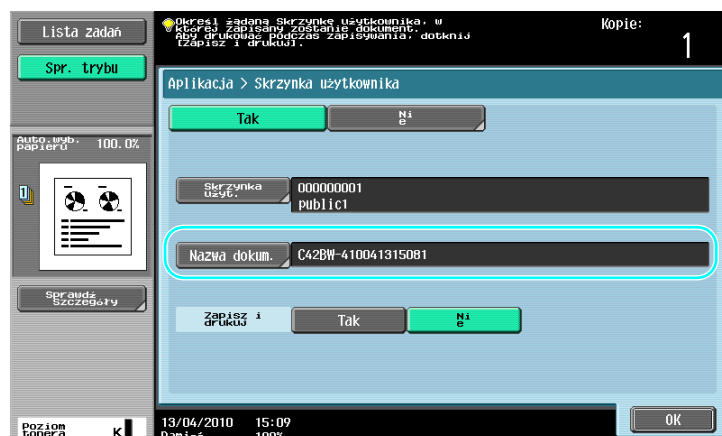 Lista zadań
Spr. trybu
Określ żądaną Skrzynkę użytkownika, w
której zapisany zostanie dokument.
Aby drukować podczas zapisywania, dotknij
[Zapisz i drukuj].
Kopie:
1
Aplikacja > Skrzynka użytkownika
Tak
Ni
e
Auto.wyb.
papieru
100.0%
Skrzynka
użyt.
000000001
public1
Nazwa dokum.
C42BW-410041315081
Sprawdź
Szczegóły
Zapisz i
drukuj
Tak
Ni
e
OK
Poziom
tonera
K
13/04/2010 15:09
Pamięć 100%